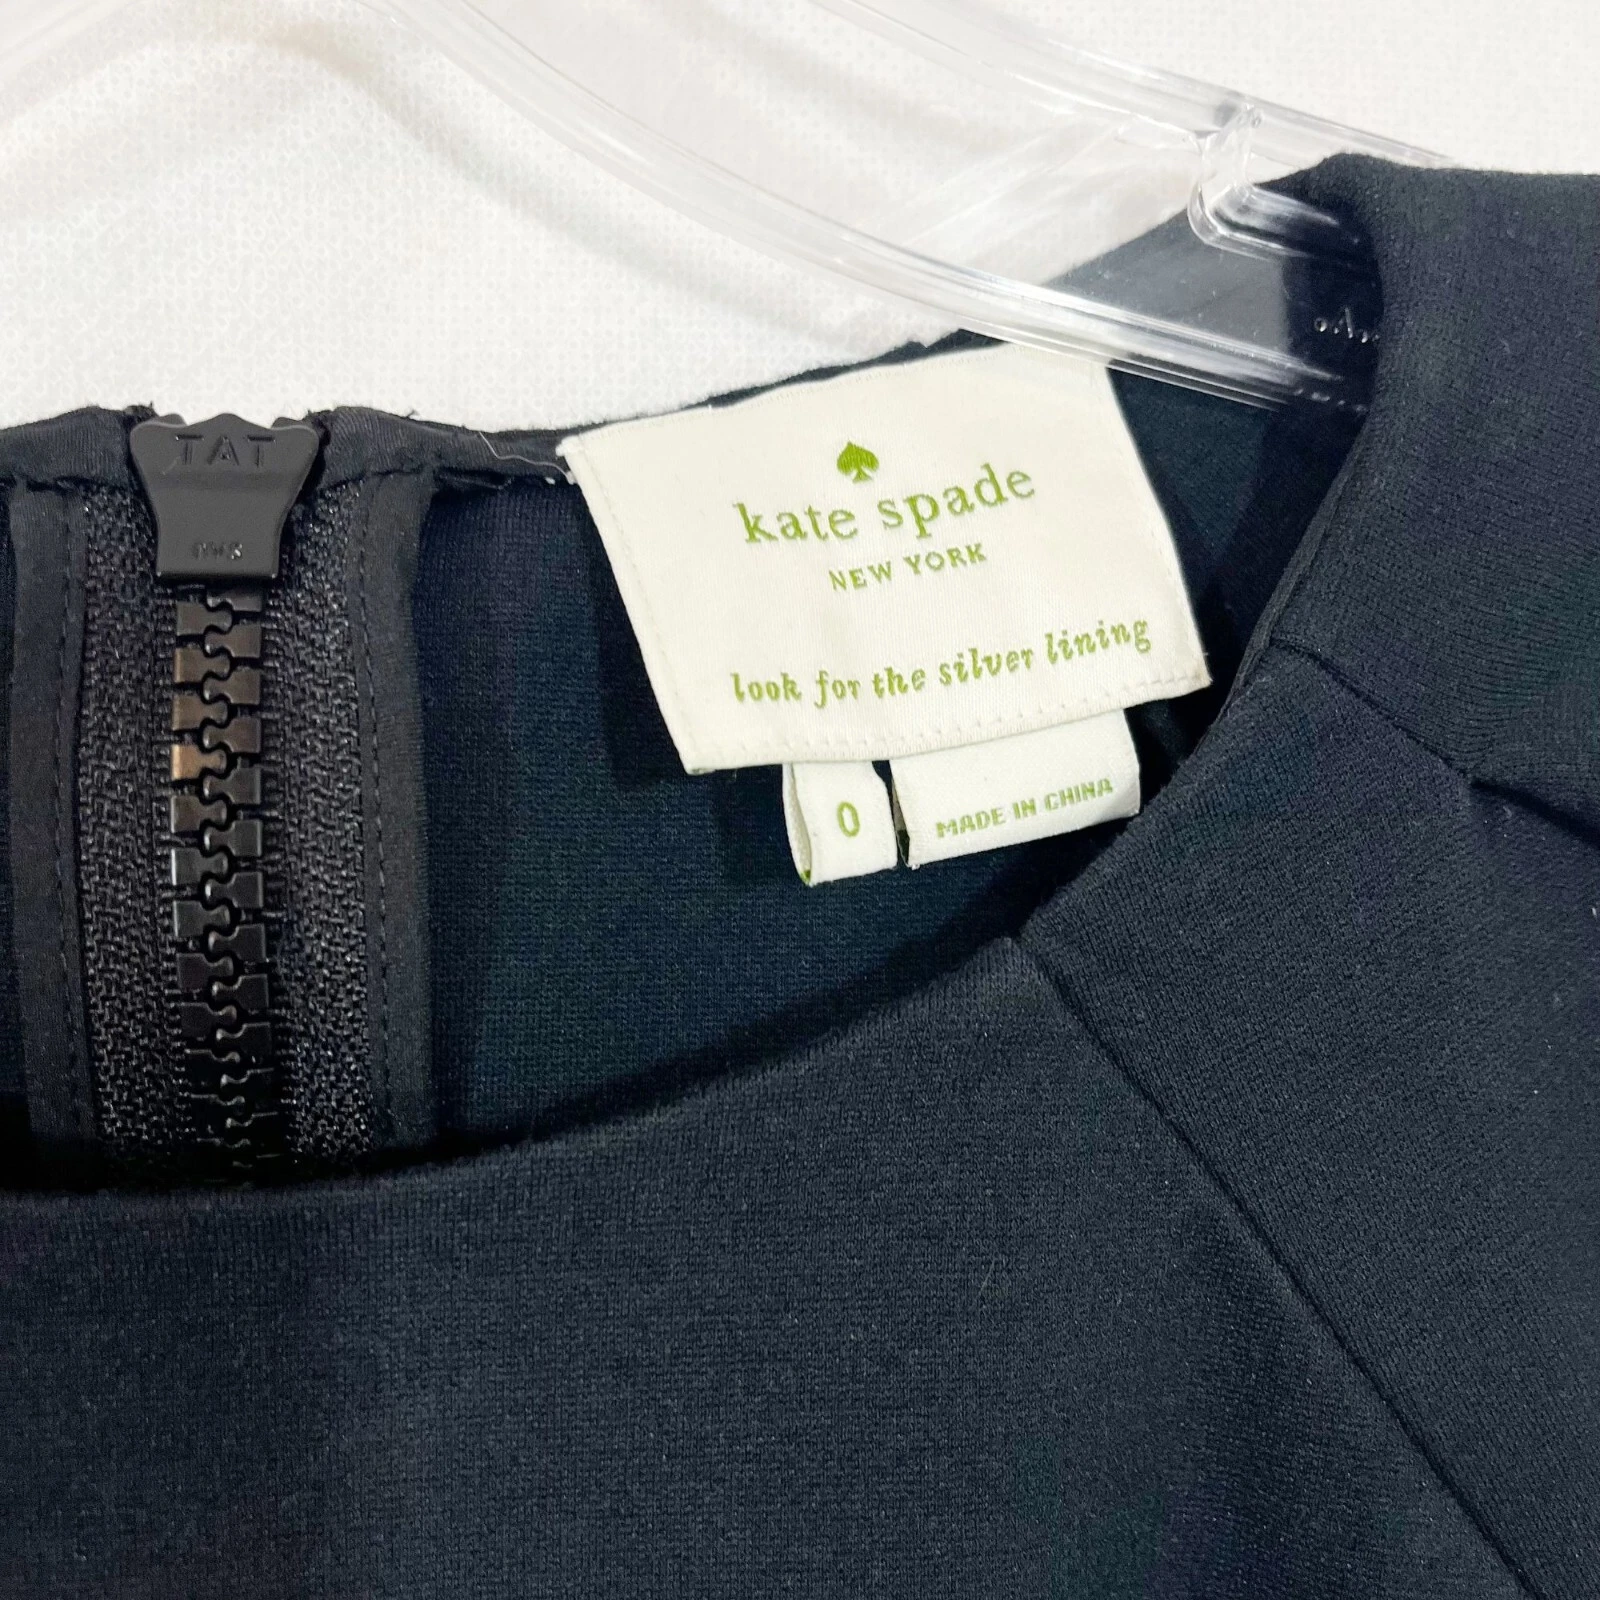 TAT
kate spade
NEW YORK
look for the silver lining
0
MADE IN CHINA